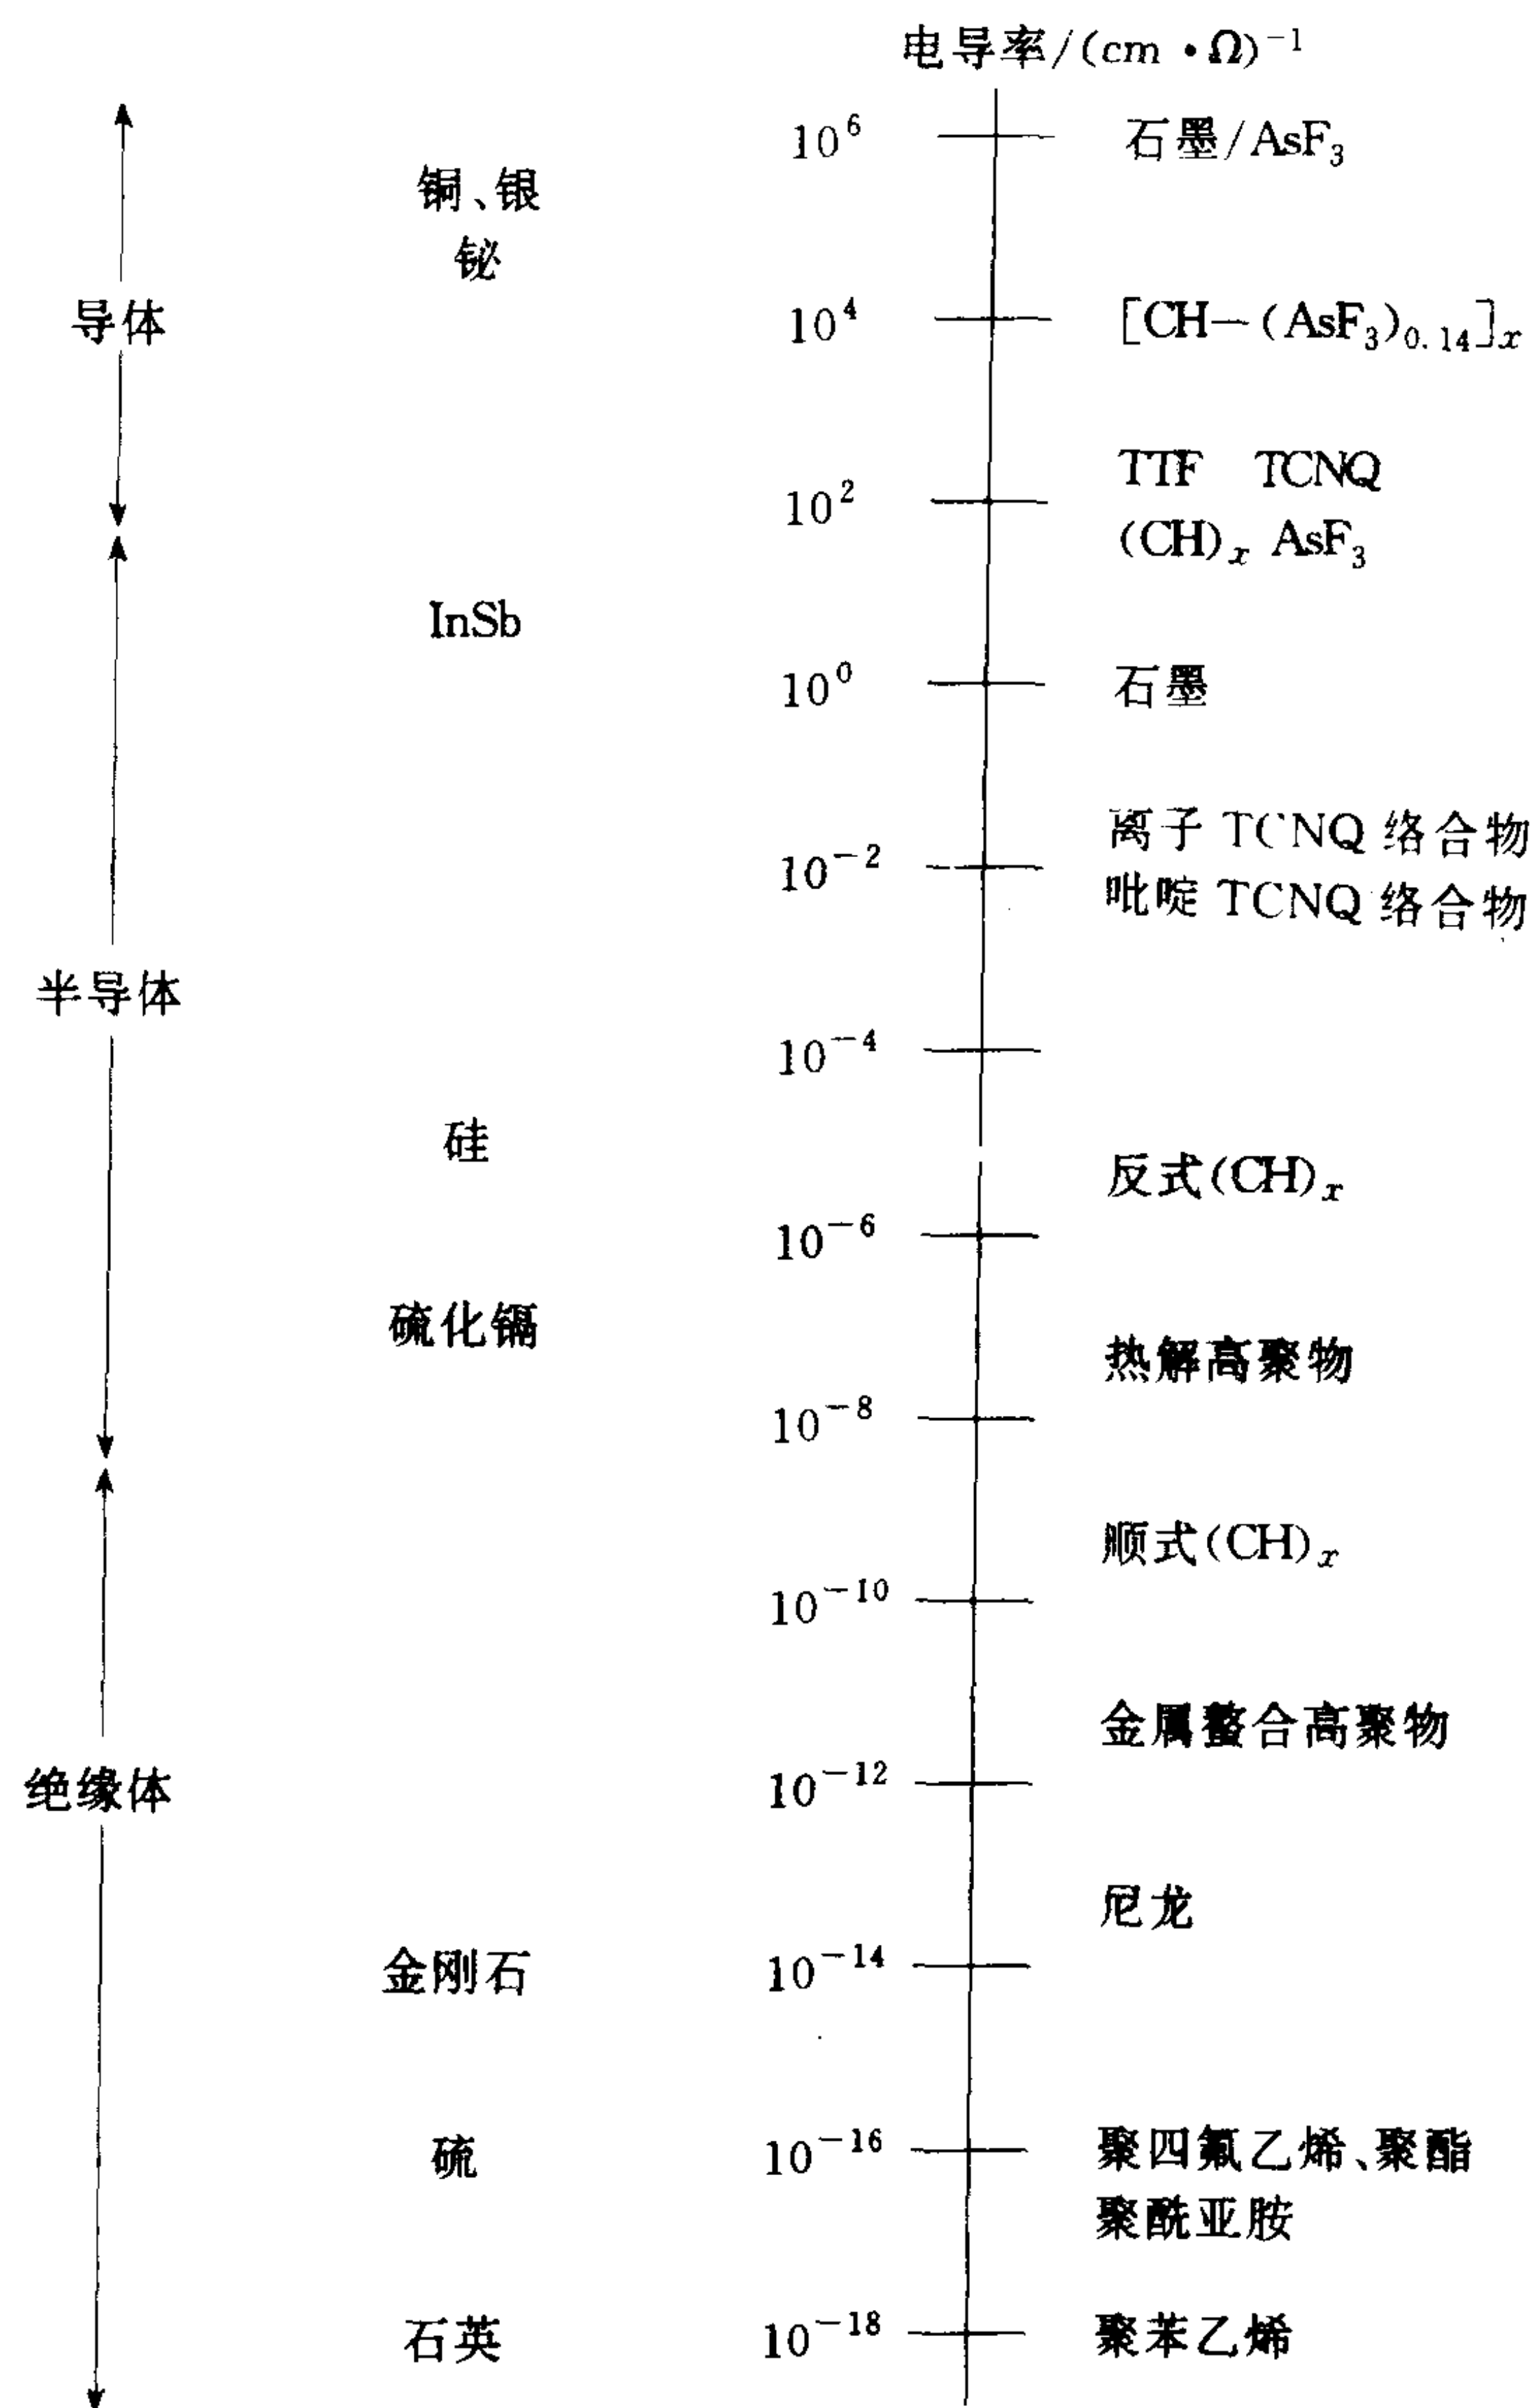 电导率/(cm·Ω)⁻¹
10⁶ 石墨/AsF₃
铜、银
铋
导体 10⁴ [CH—(AsF₃)₀.₁₄]ₓ
TTF TCNQ
10²
(CH)ₓ AsF₃
InSb
10⁰ 石墨
离子 TCNQ 络合物
10⁻²
吡啶 TCNQ 络合物
半导体
10⁻⁴
硅
反式(CH)ₓ
10⁻⁶
硫化镉
热解高聚物
10⁻⁸
顺式(CH)ₓ
10⁻¹⁰
金属螯合高聚物
绝缘体 10⁻¹²
尼龙
金刚石 10⁻¹⁴
硫 10⁻¹⁶ 聚四氟乙烯、聚酯
聚酰亚胺
石英 10⁻¹⁸ 聚苯乙烯